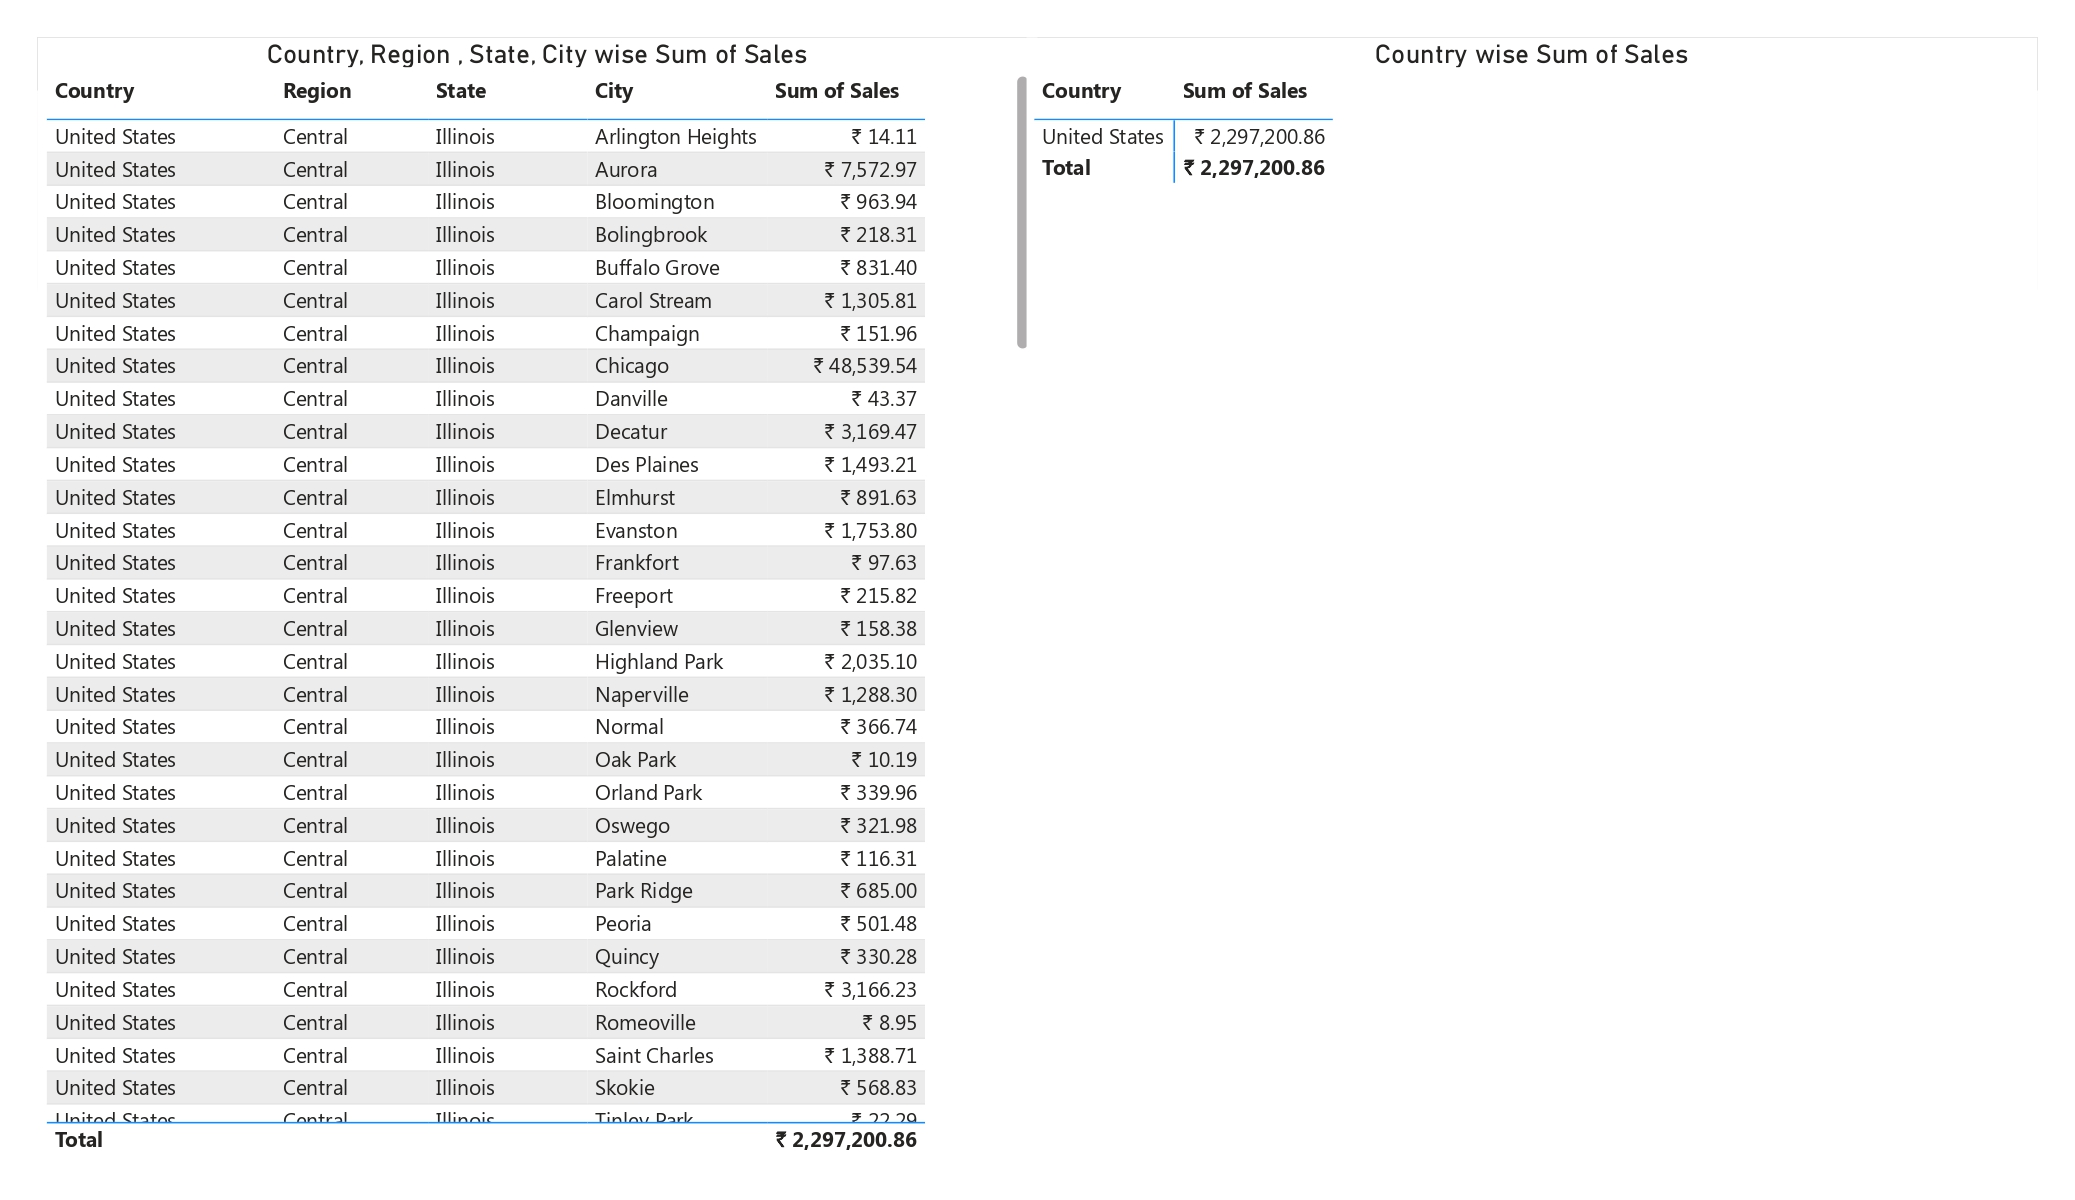 Country, Region , State, City wise Sum of Sales
Country Region State City Sum of Sales
United States Central Illinois Arlington Heights ₹ 14.11
United States Central Illinois Aurora ₹ 7,572.97
United States Central Illinois Bloomington ₹ 963.94
United States Central Illinois Bolingbrook ₹ 218.31
United States Central Illinois Buffalo Grove ₹ 831.40
United States Central Illinois Carol Stream ₹ 1,305.81
United States Central Illinois Champaign ₹ 151.96
United States Central Illinois Chicago ₹ 48,539.54
United States Central Illinois Danville ₹ 43.37
United States Central Illinois Decatur ₹ 3,169.47
United States Central Illinois Des Plaines ₹ 1,493.21
United States Central Illinois Elmhurst ₹ 891.63
United States Central Illinois Evanston ₹ 1,753.80
United States Central Illinois Frankfort ₹ 97.63
United States Central Illinois Freeport ₹ 215.82
United States Central Illinois Glenview ₹ 158.38
United States Central Illinois Highland Park ₹ 2,035.10
United States Central Illinois Naperville ₹ 1,288.30
United States Central Illinois Normal ₹ 366.74
United States Central Illinois Oak Park ₹ 10.19
United States Central Illinois Orland Park ₹ 339.96
United States Central Illinois Oswego ₹ 321.98
United States Central Illinois Palatine ₹ 116.31
United States Central Illinois Park Ridge ₹ 685.00
United States Central Illinois Peoria ₹ 501.48
United States Central Illinois Quincy ₹ 330.28
United States Central Illinois Rockford ₹ 3,166.23
United States Central Illinois Romeoville ₹ 8.95
United States Central Illinois Saint Charles ₹ 1,388.71
United States Central Illinois Skokie ₹ 568.83
United States Central Illinois Tinley Park ₹ 22.29
Total ₹ 2,297,200.86
Country wise Sum of Sales
Country Sum of Sales
United States ₹ 2,297,200.86
Total ₹ 2,297,200.86